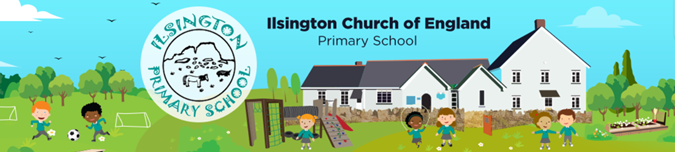 ILSINGTON
PRIMARY SCHOOL
Ilsington Church of England
Primary School